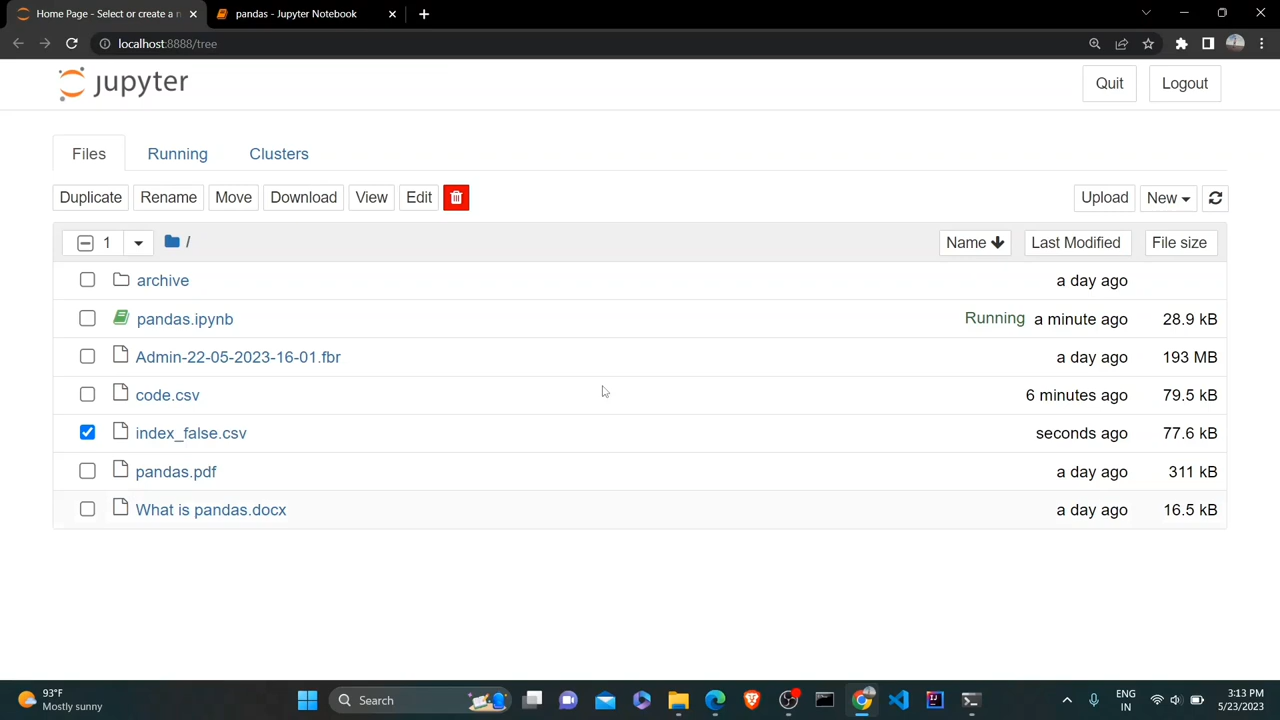 Home Page - Select or create a n
pandas - Jupyter Notebook
localhost:8888/tree
jupyter
Quit
Logout
Files
Running
Clusters
Duplicate
Rename
Move
Download
View
Edit
Upload
New
1
/
Name
Last Modified
File size
archive
a day ago
pandas.ipynb
Running
a minute ago
28.9 kB
Admin-22-05-2023-16-01.fbr
a day ago
193 MB
code.csv
6 minutes ago
79.5 kB
index_false.csv
seconds ago
77.6 kB
pandas.pdf
a day ago
311 kB
What is pandas.docx
a day ago
16.5 kB
93°F
Mostly sunny
Search
ENG
IN
3:13 PM
5/23/2023